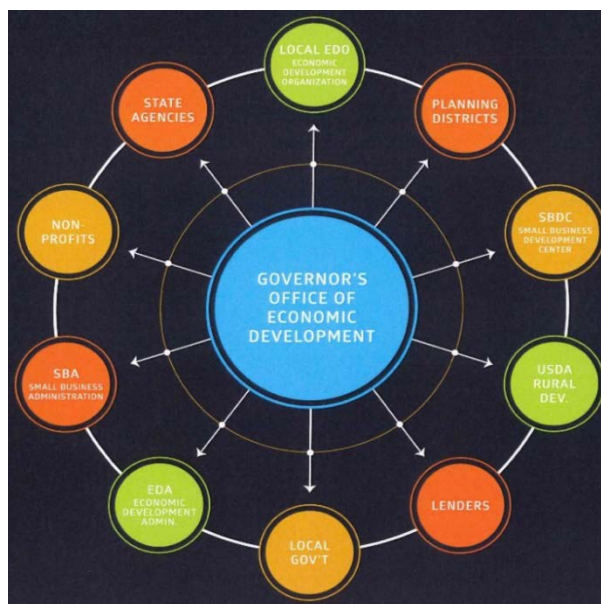 LOCAL EDO
ECONOMIC
DEVELOPMENT
ORGANIZATION
STATE
AGENCIES
PLANNING
DISTRICTS
NON-
PROFITS
SBDC
SMALL BUSINESS
DEVELOPMENT
CENTER
GOVERNOR'S
OFFICE OF
ECONOMIC
DEVELOPMENT
SBA
SMALL BUSINESS
ADMINISTRATION
USDA
RURAL
DEV.
EDA
ECONOMIC
DEVELOPMENT
ADMIN.
LENDERS
LOCAL
GOV'T